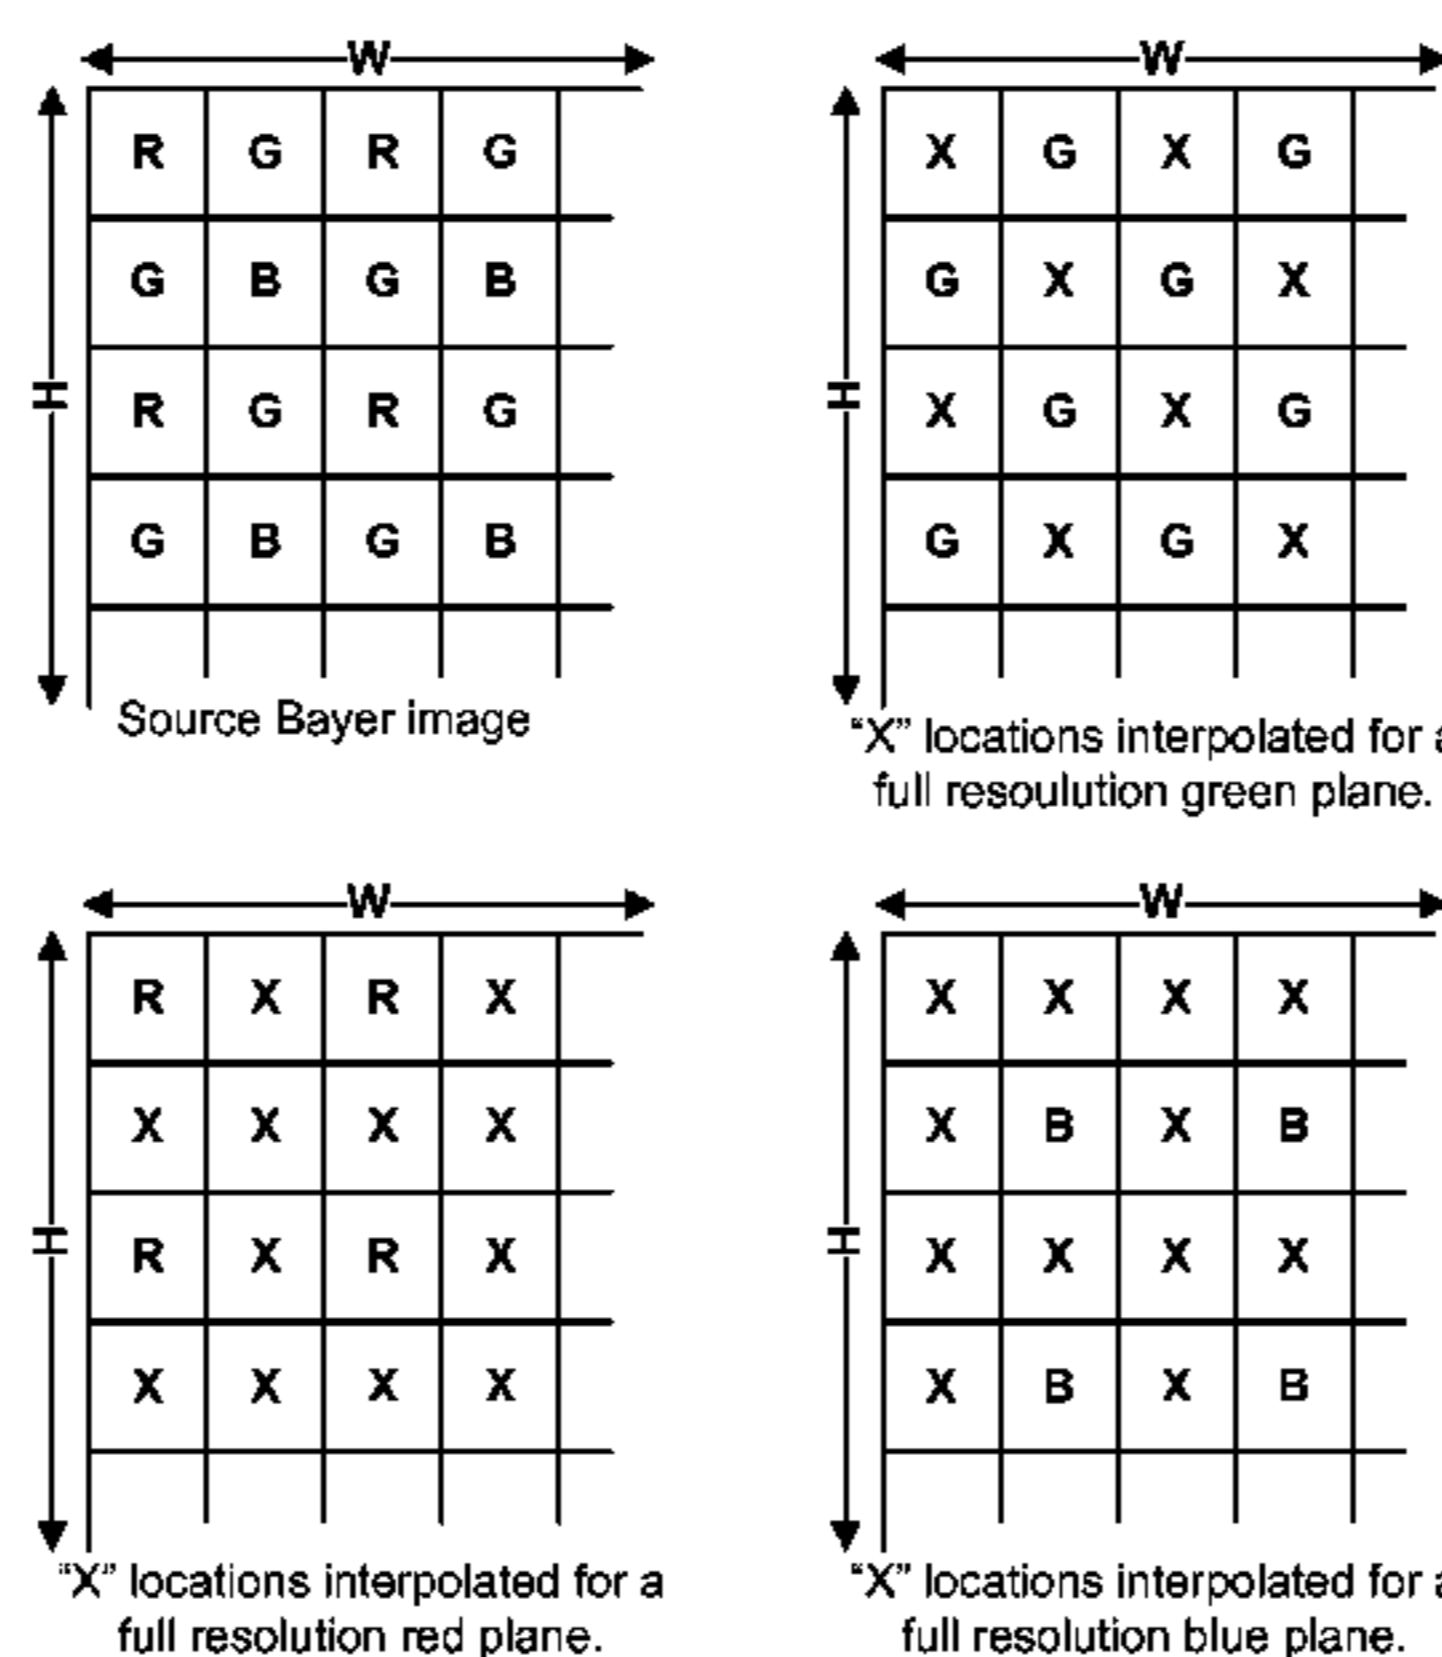 W W
R G R G X G X G
G B G B G X G X
H H
R G R G X G X G
G B G B G X G X
Source Bayer image
"X" locations interpolated for a
full resoulution green plane.
W W
R X R X X X X X
X X X X X B X B
H H
R X R X X X X X
X X X X X B X B
"X" locations interpolated for a
full resolution red plane.
"X" locations interpolated for a
full resolution blue plane.